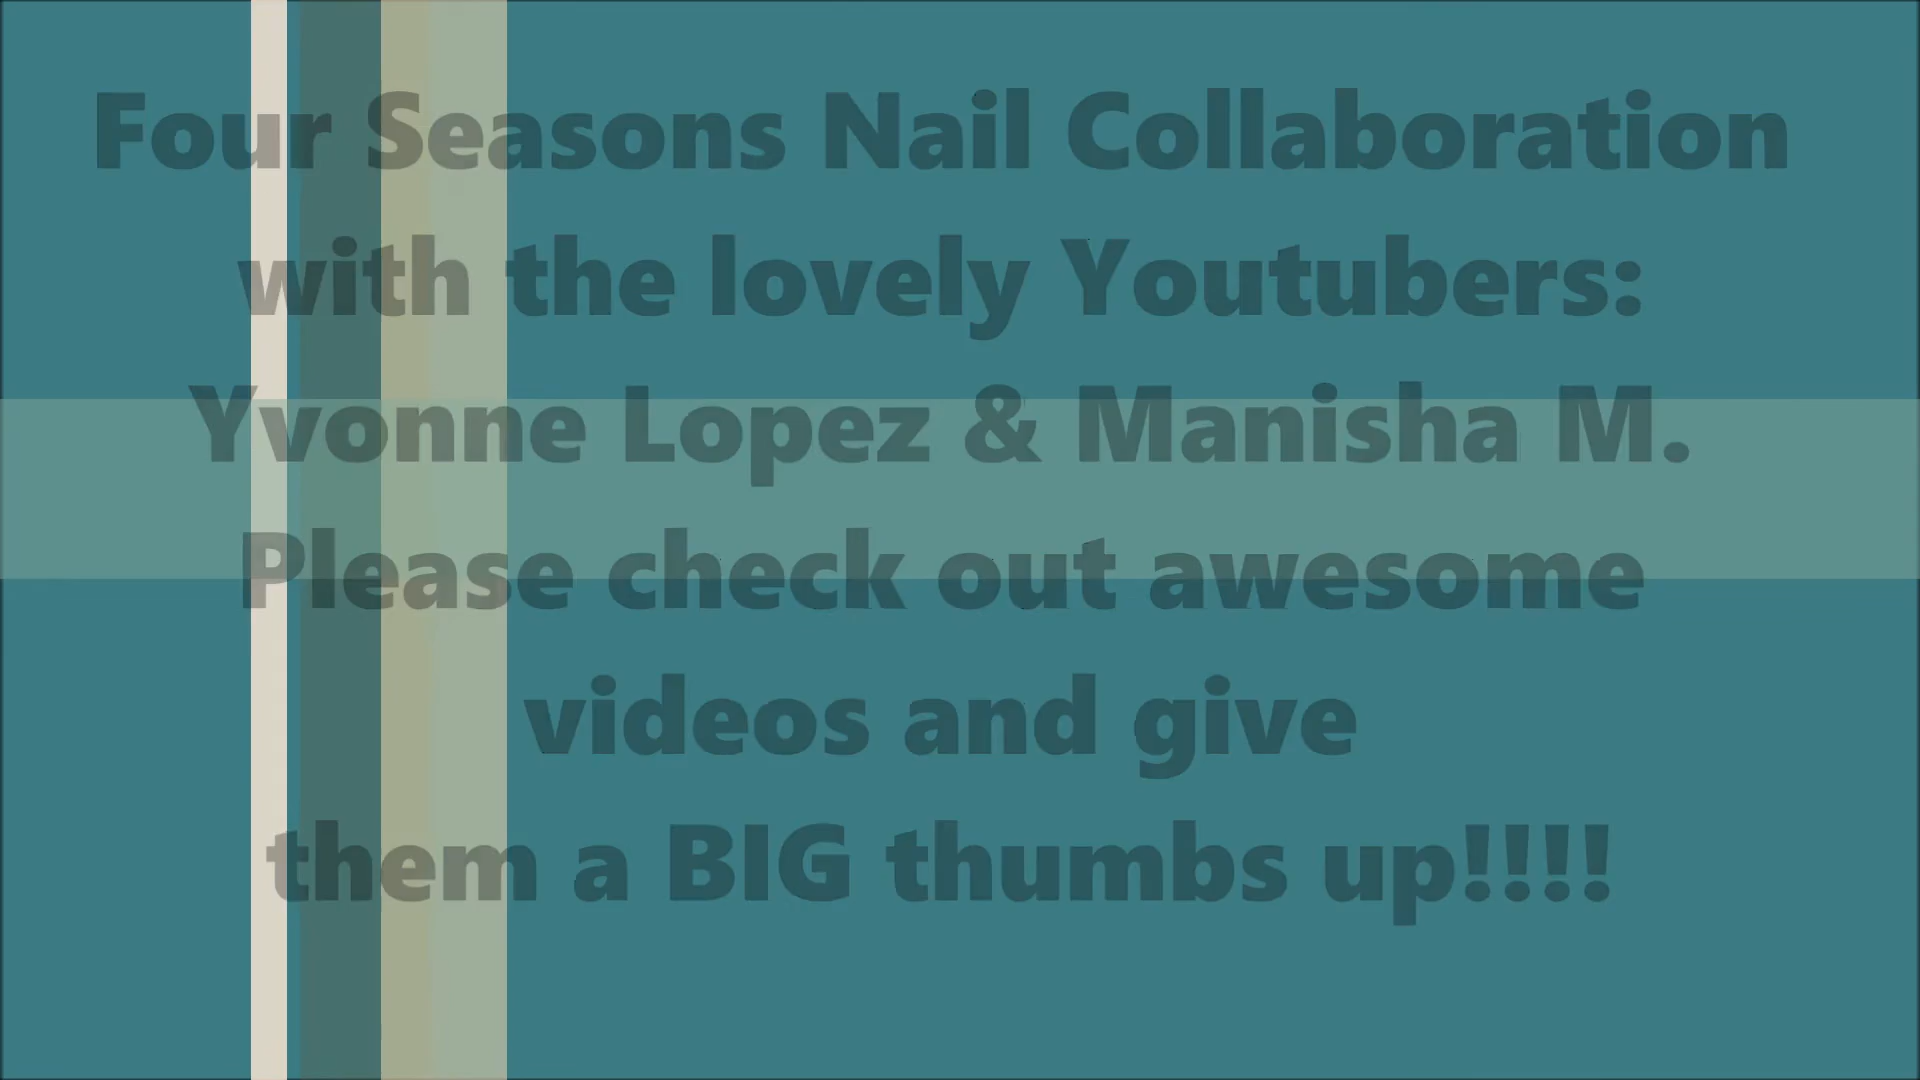 Four Seasons Nail Collaboration
with the lovely Youtubers:
Yvonne Lopez & Manisha M.
Please check out awesome
videos and give
them a BIG thumbs up!!!!